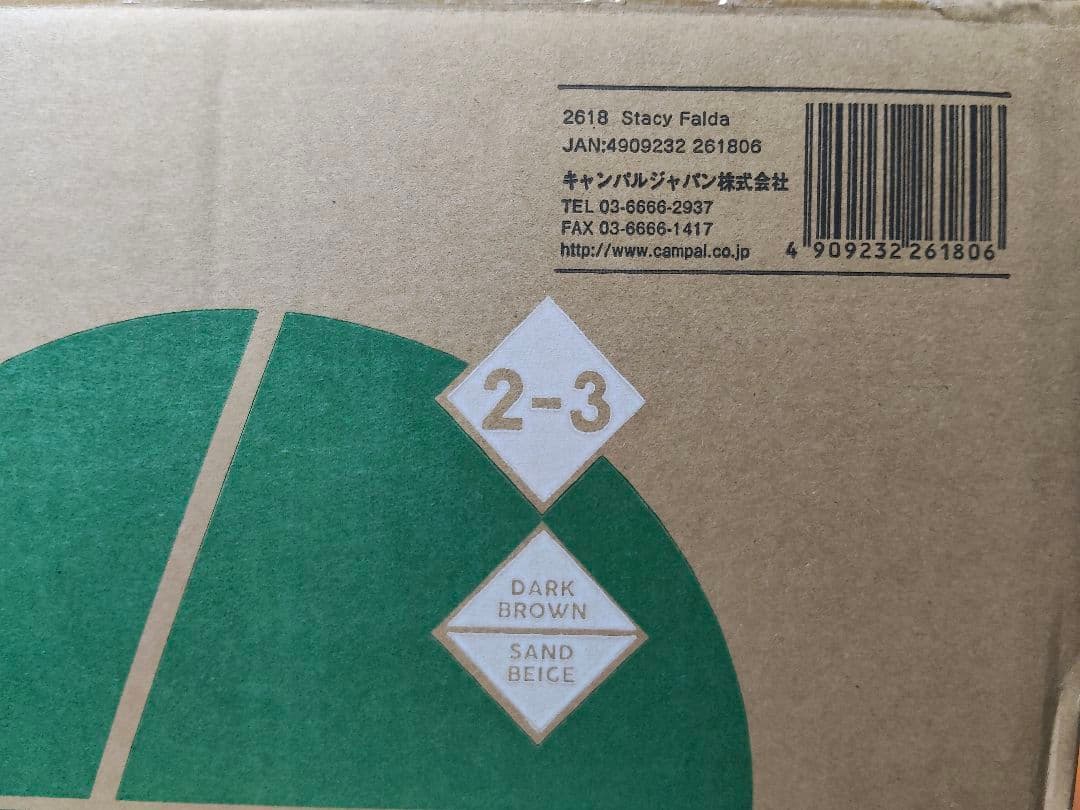 2618 Stacy Falda
JAN:4909232 261806
キャンパルジャパン株式会社
TEL 03-6666-2937
FAX 03-6666-1417
http://www.campal.co.jp
4 909232 261806
2-3
DARK
BROWN
SAND
BEIGE